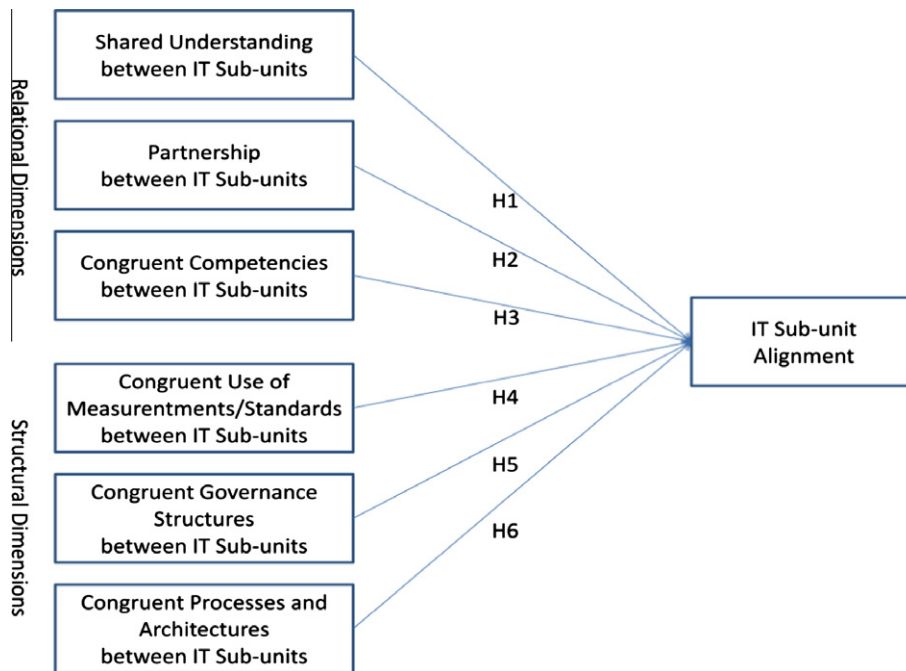 Relational Dimensions
Shared Understanding
between IT Sub-units
Partnership
between IT Sub-units
Congruent Competencies
between IT Sub-units
H1
H2
H3
IT Sub-unit
Alignment
Structural Dimensions
Congruent Use of
Measurentments/Standards
between IT Sub-units
Congruent Governance
Structures
between IT Sub-units
Congruent Processes and
Architectures
between IT Sub-units
H4
H5
H6